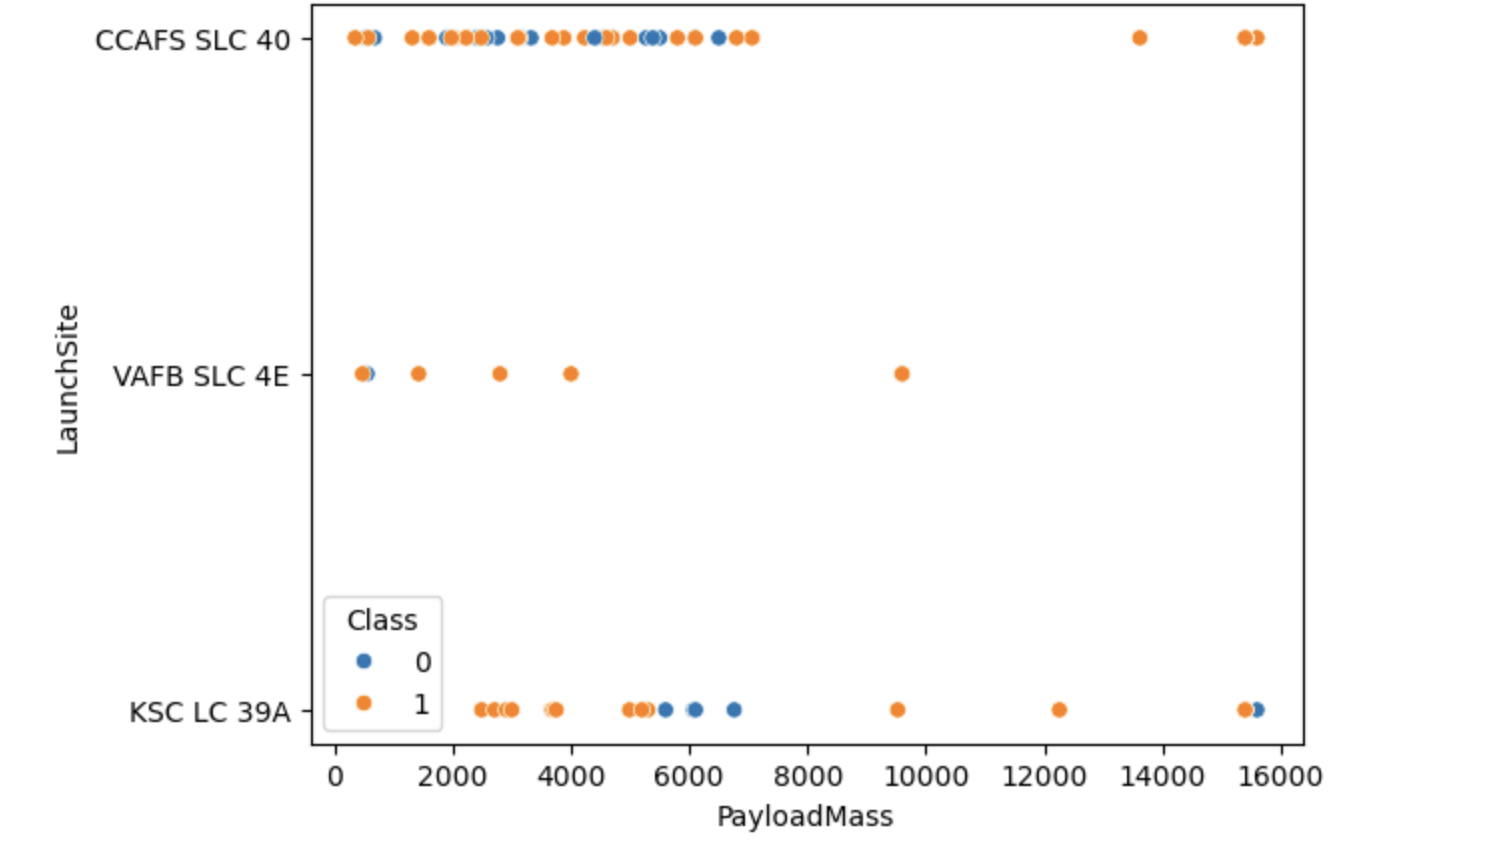 CCAFS SLC 40
VAFB SLC 4E
KSC LC 39A
LaunchSite
Class
0
1
0 2000 4000 6000 8000 10000 12000 14000 16000
PayloadMass